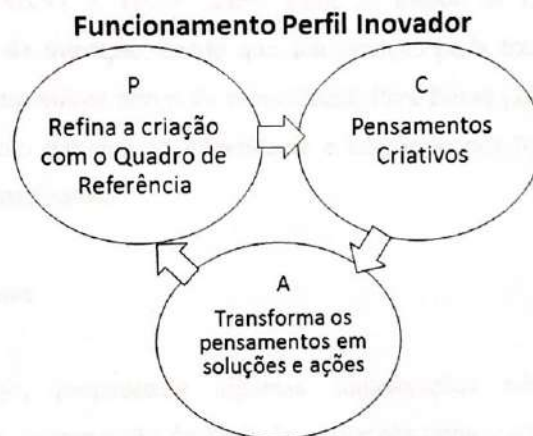 Funcionamento Perfil Inovador
P
Refina a criação
com o Quadro de
Referência
C
Pensamentos
Criativos
A
Transforma os
pensamentos em
soluções e ações